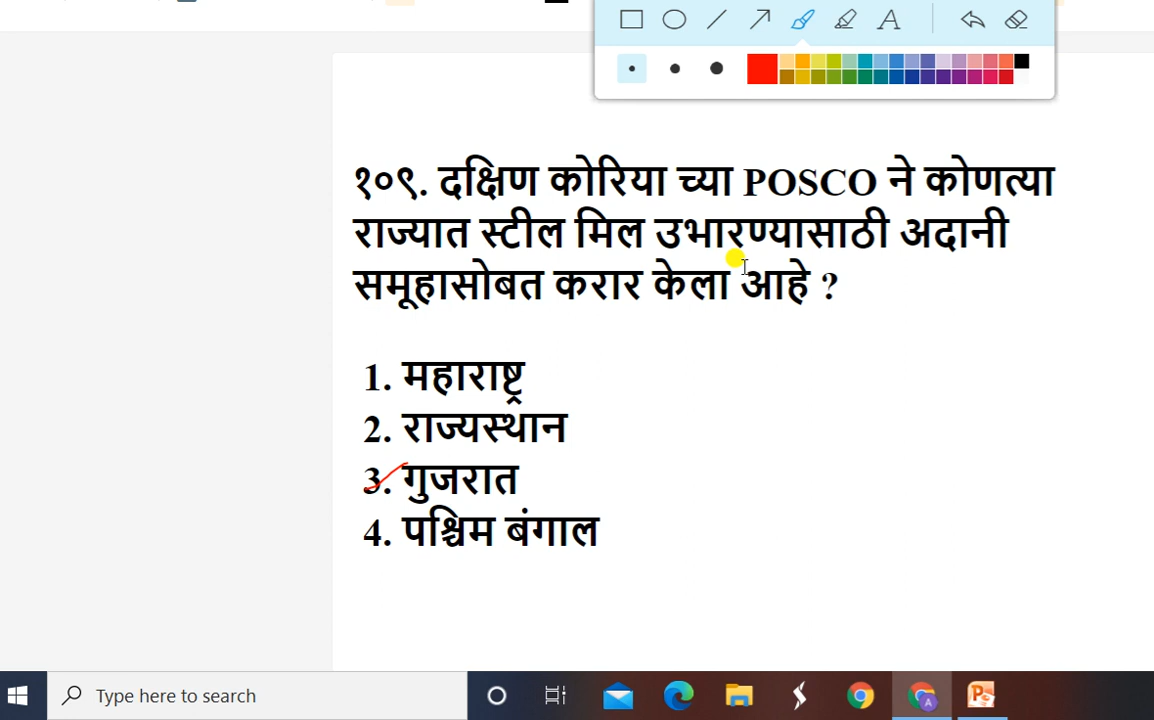 A
१०९. दक्षिण कोरिया च्या POSCO ने कोणत्या
राज्यात स्टील मिल उभारण्यासाठी अदानी
समूहासोबत करार केला आहे ?
1. महाराष्ट्र
2. राज्यस्थान
3. गुजरात
4. पश्चिम बंगाल
Type here to search